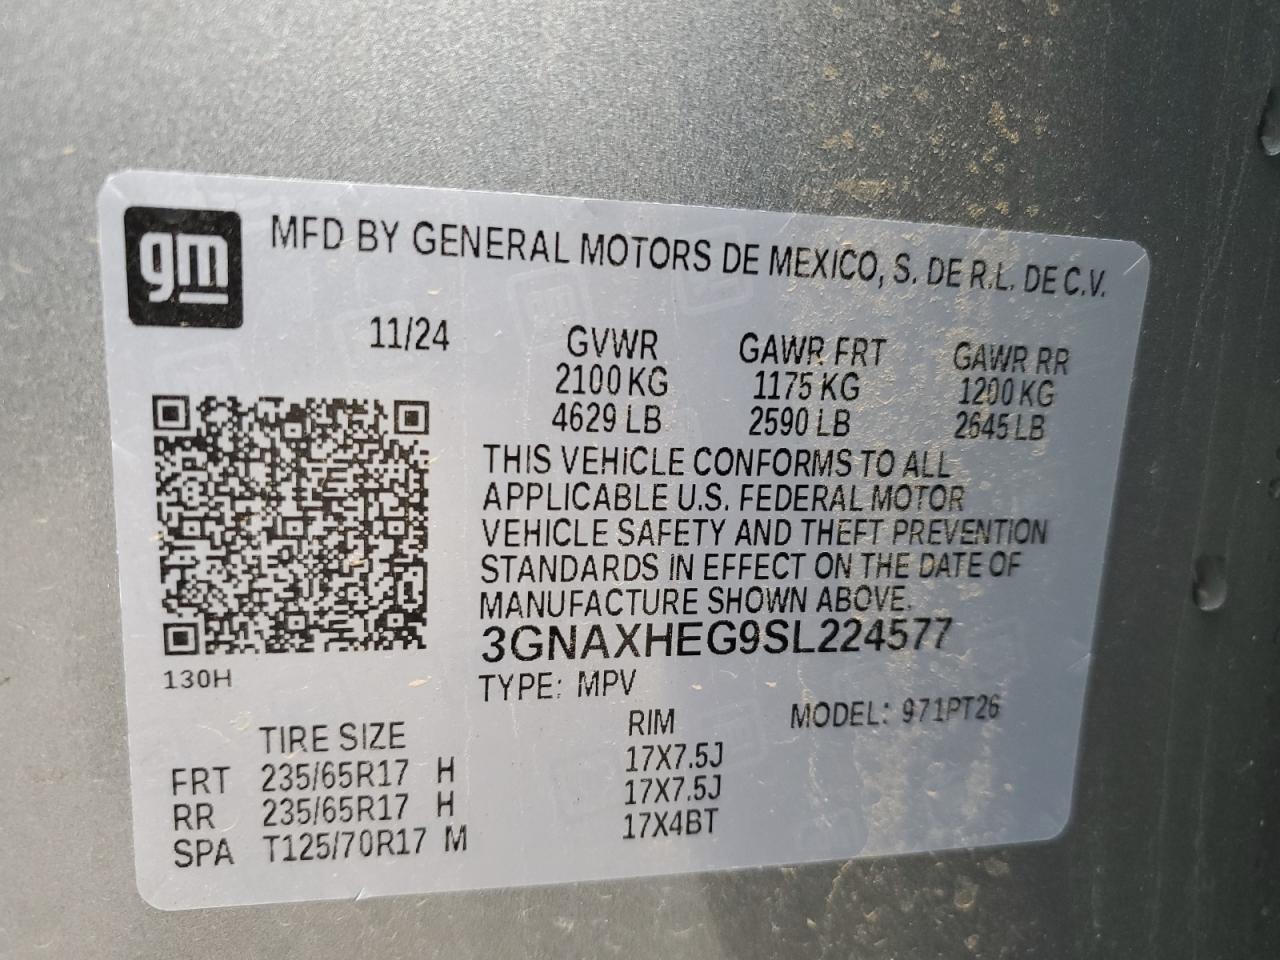 gm
MFD BY GENERAL MOTORS DE MEXICO, S. DE R.L. DE C.V.
11/24 GVWR GAWR FRT GAWR RR
2100 KG 1175 KG 1200 KG
4629 LB 2590 LB 2645 LB
THIS VEHICLE CONFORMS TO ALL
APPLICABLE U.S. FEDERAL MOTOR
VEHICLE SAFETY AND THEFT PREVENTION
STANDARDS IN EFFECT ON THE DATE OF
MANUFACTURE SHOWN ABOVE.
3GNAXHEG9SL224577
130H
TYPE: MPV
MODEL: 971PT26
TIRE SIZE RIM
FRT 235/65R17 H 17X7.5J
RR 235/65R17 H 17X7.5J
SPA T125/70R17 M 17X4BT